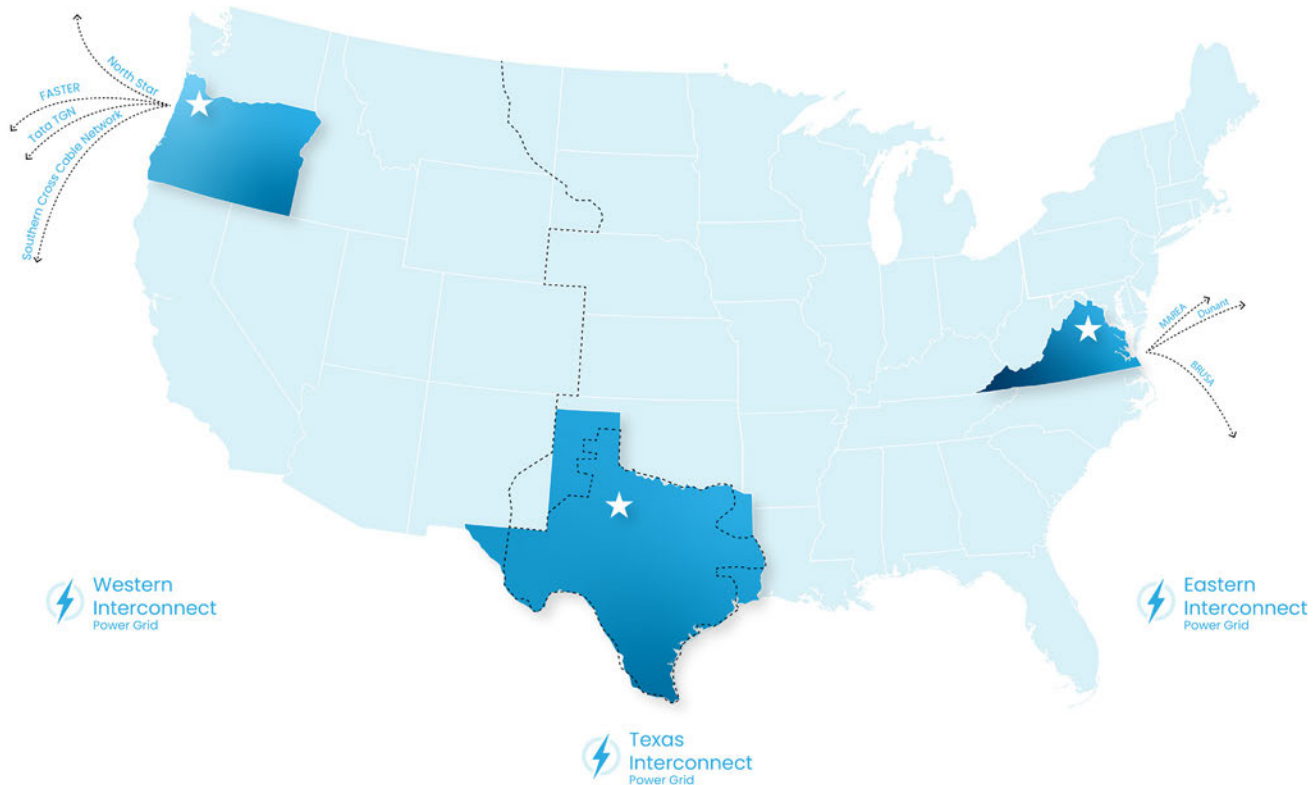 North Star
FASTER
Tata TGN
Southern Cross Cable Network
MAREA
Dunant
BRUSA
Western
Interconnect
Power Grid
Eastern
Interconnect
Power Grid
Texas
Interconnect
Power Grid